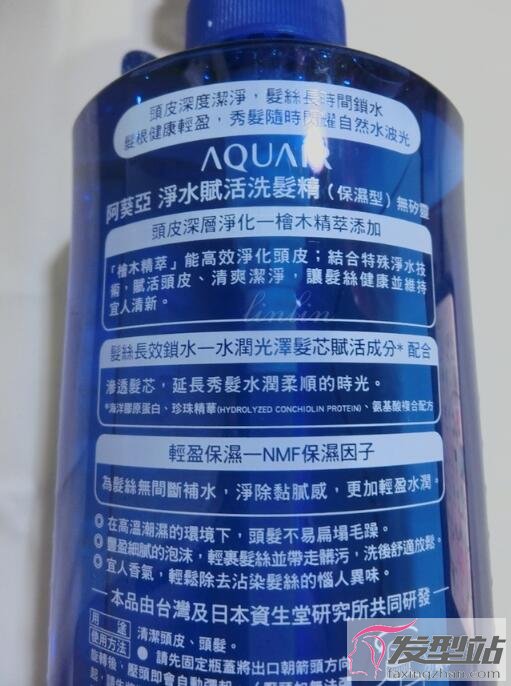 頭皮深度潔淨，髮絲長時間鎖水
髮根健康輕盈，秀髮隨時閃耀自然水波光
AQUAIR
阿葵亞 淨水賦活洗髮精（保濕型）無矽靈
頭皮深層淨化—檜木精萃添加
「檜木精萃」能高效淨化頭皮；結合特殊淨水技
術，賦活頭皮、清爽潔淨，讓髮絲健康並維持
宜人清新。
linlin
髮絲長效鎖水—水潤光澤髮芯賦活成分* 配合
滲透髮芯，延長秀髮水潤柔順的時光。
*海洋膠原蛋白、珍珠精華(HYDROLYZED CONCHIOLIN PROTEIN)、氨基酸複合配方
輕盈保濕—NMF保濕因子
為髮絲無間斷補水，淨除黏膩感，更加輕盈水潤。
◎在高溫潮濕的環境下，頭髮不易扁塌毛躁。
◎豐盈細膩的泡沫，輕裹髮絲並帶走髒污，洗後舒適放鬆。
◎宜人香氣，輕鬆除去沾染髮絲的惱人異味。
—本品由台灣及日本資生堂研究所共同研發—
用途 清潔頭皮、頭髮。
使用方法 ● 請先固定瓶蓋將出口朝箭頭方向
旋轉後，壓頭即會自動彈起
发型站
faxingzhan.com